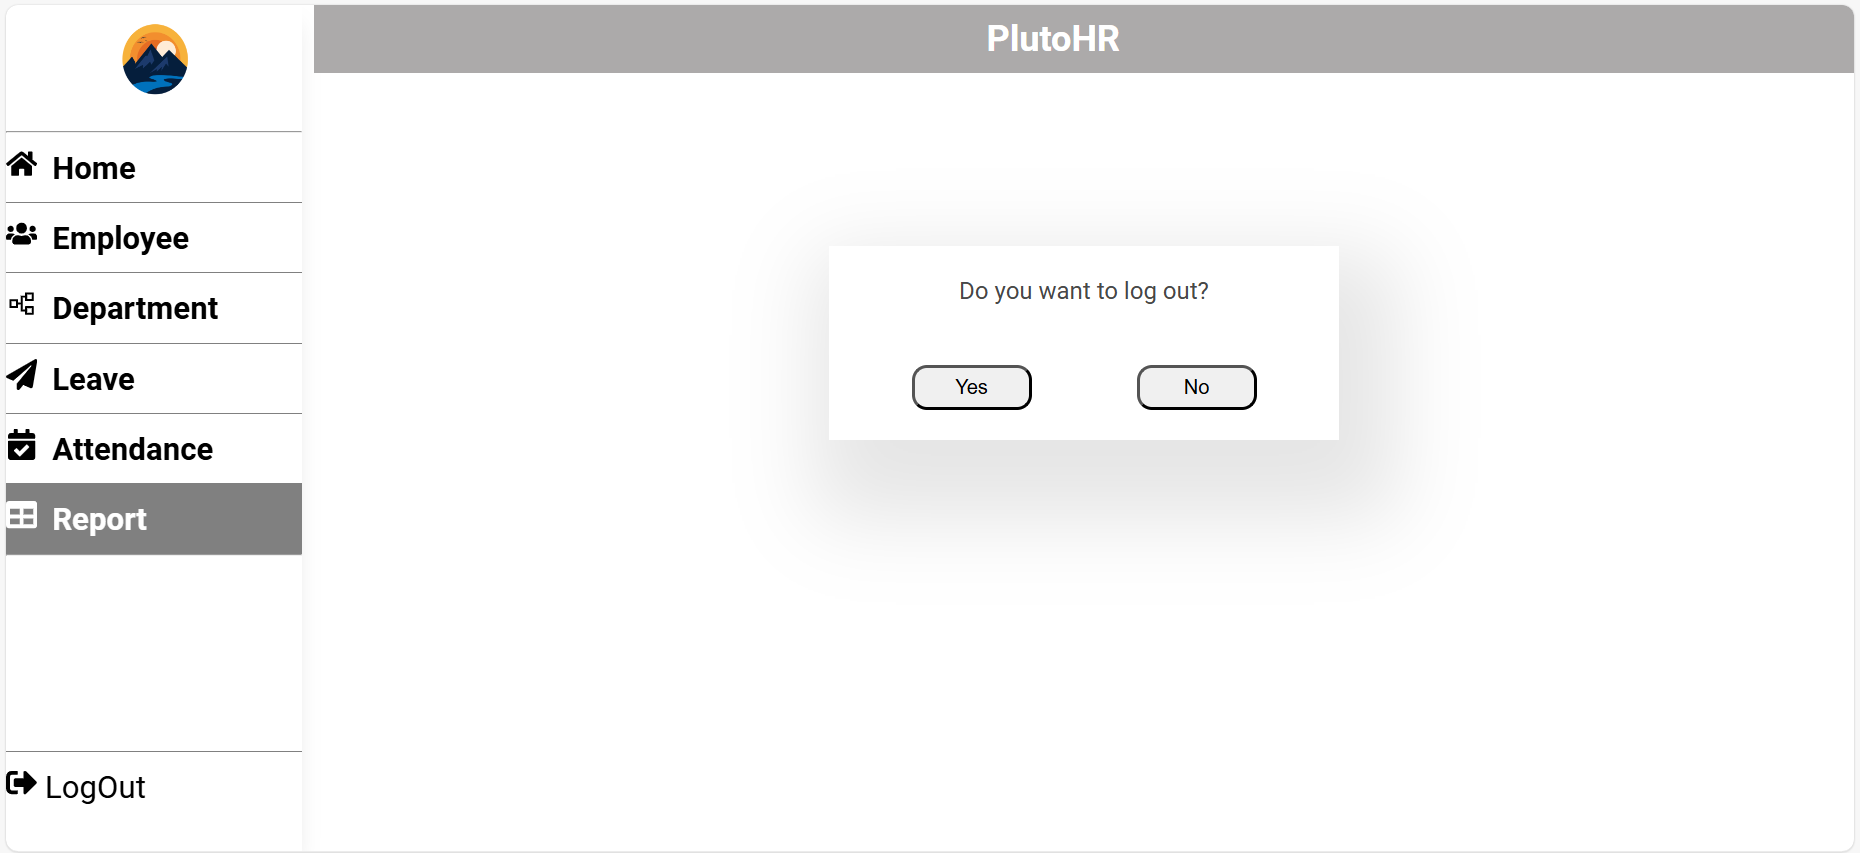 PlutoHR
Home
Employee
Department
Leave
Attendance
Report
LogOut
Do you want to log out?
Yes
No